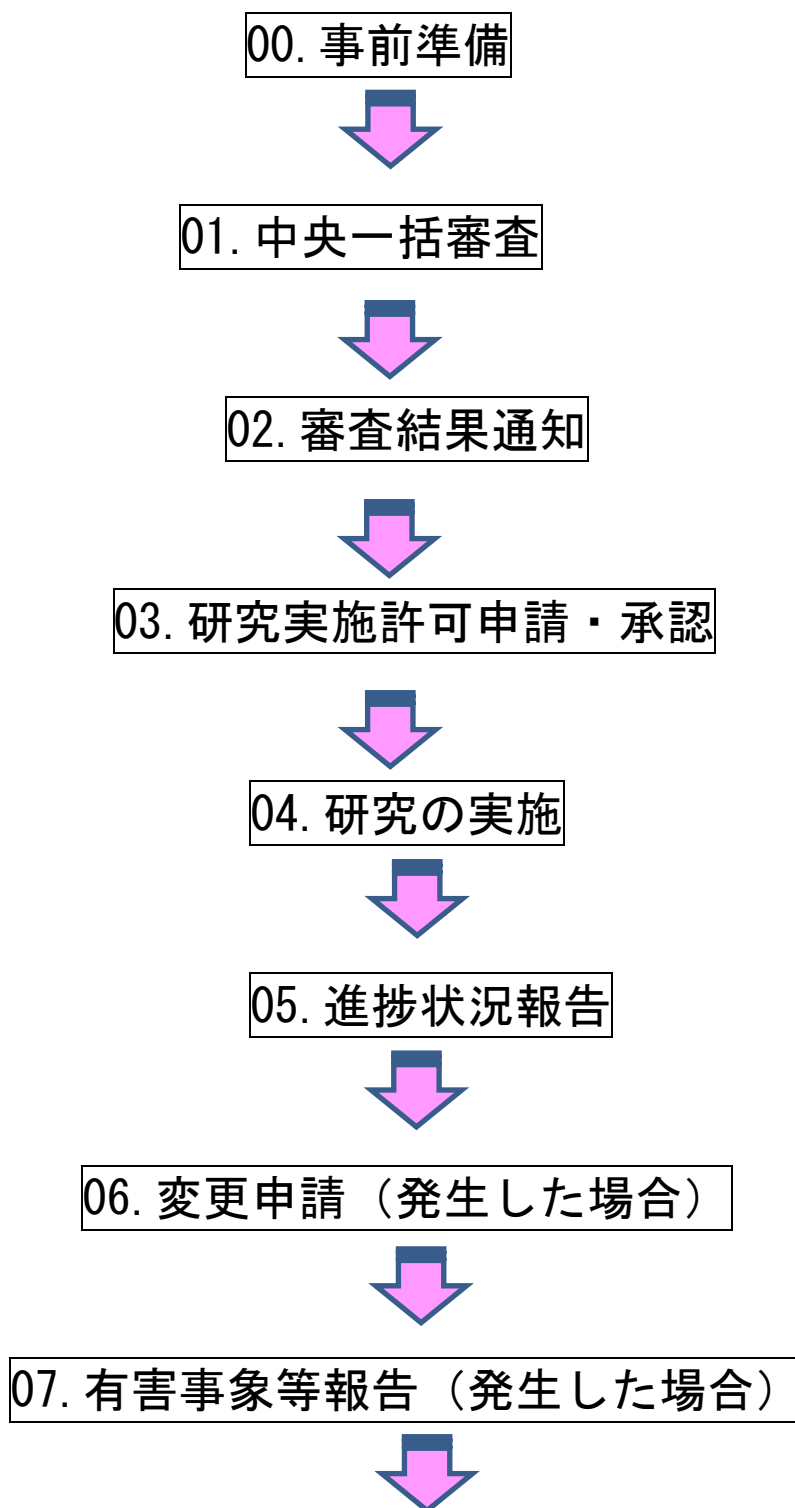 00.事前準備
01.中央一括審査
02.審査結果通知
03.研究実施許可申請・承認
04.研究の実施
05.進捗状況報告
06.変更申請（発生した場合）
07.有害事象等報告（発生した場合）